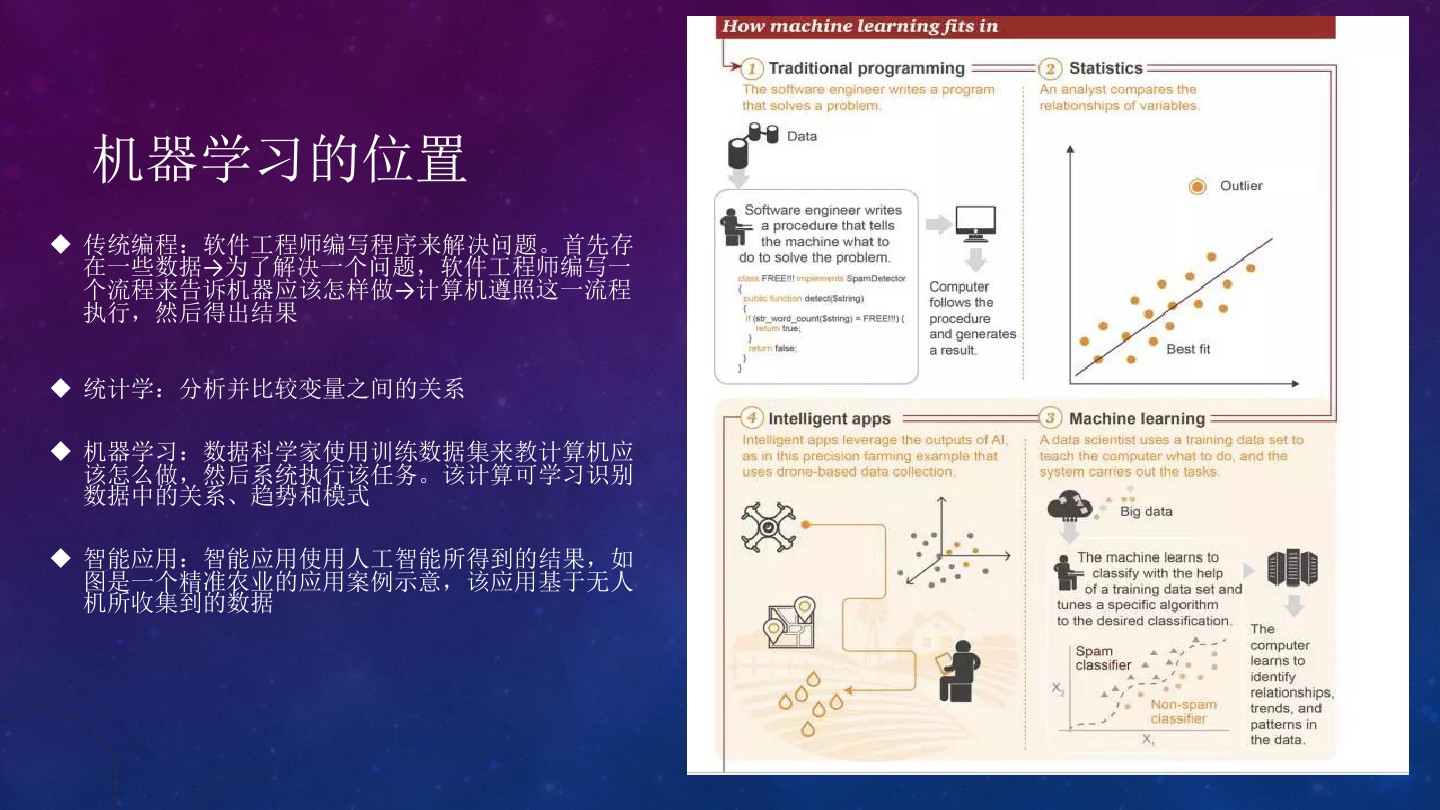 机器学习的位置
传统编程：软件工程师编写程序来解决问题。首先存
在一些数据→为了解决一个问题，软件工程师编写一
个流程来告诉机器应该怎样做→计算机遵照这一流程
执行，然后得出结果
统计学：分析并比较变量之间的关系
机器学习：数据科学家使用训练数据集来教计算机应
该怎么做，然后系统执行该任务。该计算可学习识别
数据中的关系、趋势和模式
智能应用：智能应用使用人工智能所得到的结果，如
图是一个精准农业的应用案例示意，该应用基于无人
机所收集到的数据
How machine learning fits in
1 Traditional programming
The software engineer writes a program
that solves a problem.
Data
Software engineer writes
a procedure that tells
the machine what to
do to solve the problem.
class FREE!!! implements SpamDetector
{
public function detect($string)
{
if (str_word_count($string) = FREE!!!) {
return true;
}
return false;
}
}
Computer
follows the
procedure
and generates
a result.
2 Statistics
An analyst compares the
relationships of variables.
Outlier
Best fit
4 Intelligent apps
Intelligent apps leverage the outputs of AI,
as in this precision farming example that
uses drone-based data collection.
3 Machine learning
A data scientist uses a training data set to
teach the computer what to do, and the
system carries out the tasks.
Big data
The machine learns to
classify with the help
of a training data set and
tunes a specific algorithm
to the desired classification.
Spam
classifier
X2
Non-spam
classifier
X1
The
computer
learns to
identify
relationships,
trends, and
patterns in
the data.